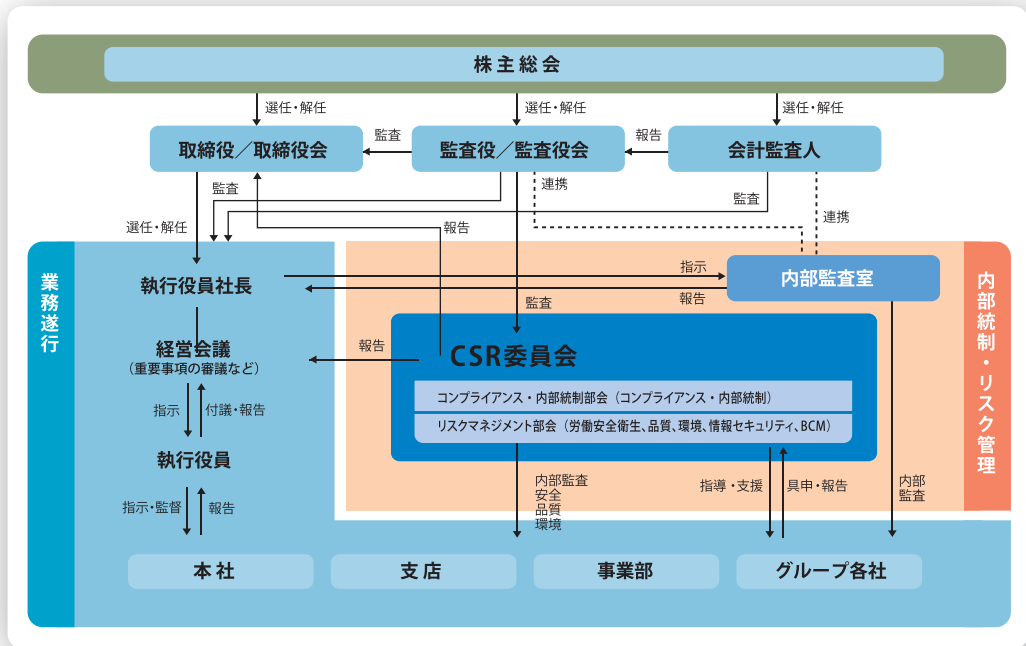 株主総会
選任・解任
選任・解任
選任・解任
取締役／取締役会
監査
監査役／監査役会
報告
会計監査人
監査
連携
監査
選任・解任
報告
連携
業務遂行
執行役員社長
指示
報告
内部監査室
内部統制・リスク管理
監査
経営会議
（重要事項の審議など）
報告
CSR委員会
コンプライアンス・内部統制部会（コンプライアンス・内部統制）
リスクマネジメント部会（労働安全衛生、品質、環境、情報セキュリティ、BCM）
指示
付議・報告
執行役員
指示・監督
報告
内部監査
安全
品質
環境
指導・支援
具申・報告
内部
監査
本社
支店
事業部
グループ各社